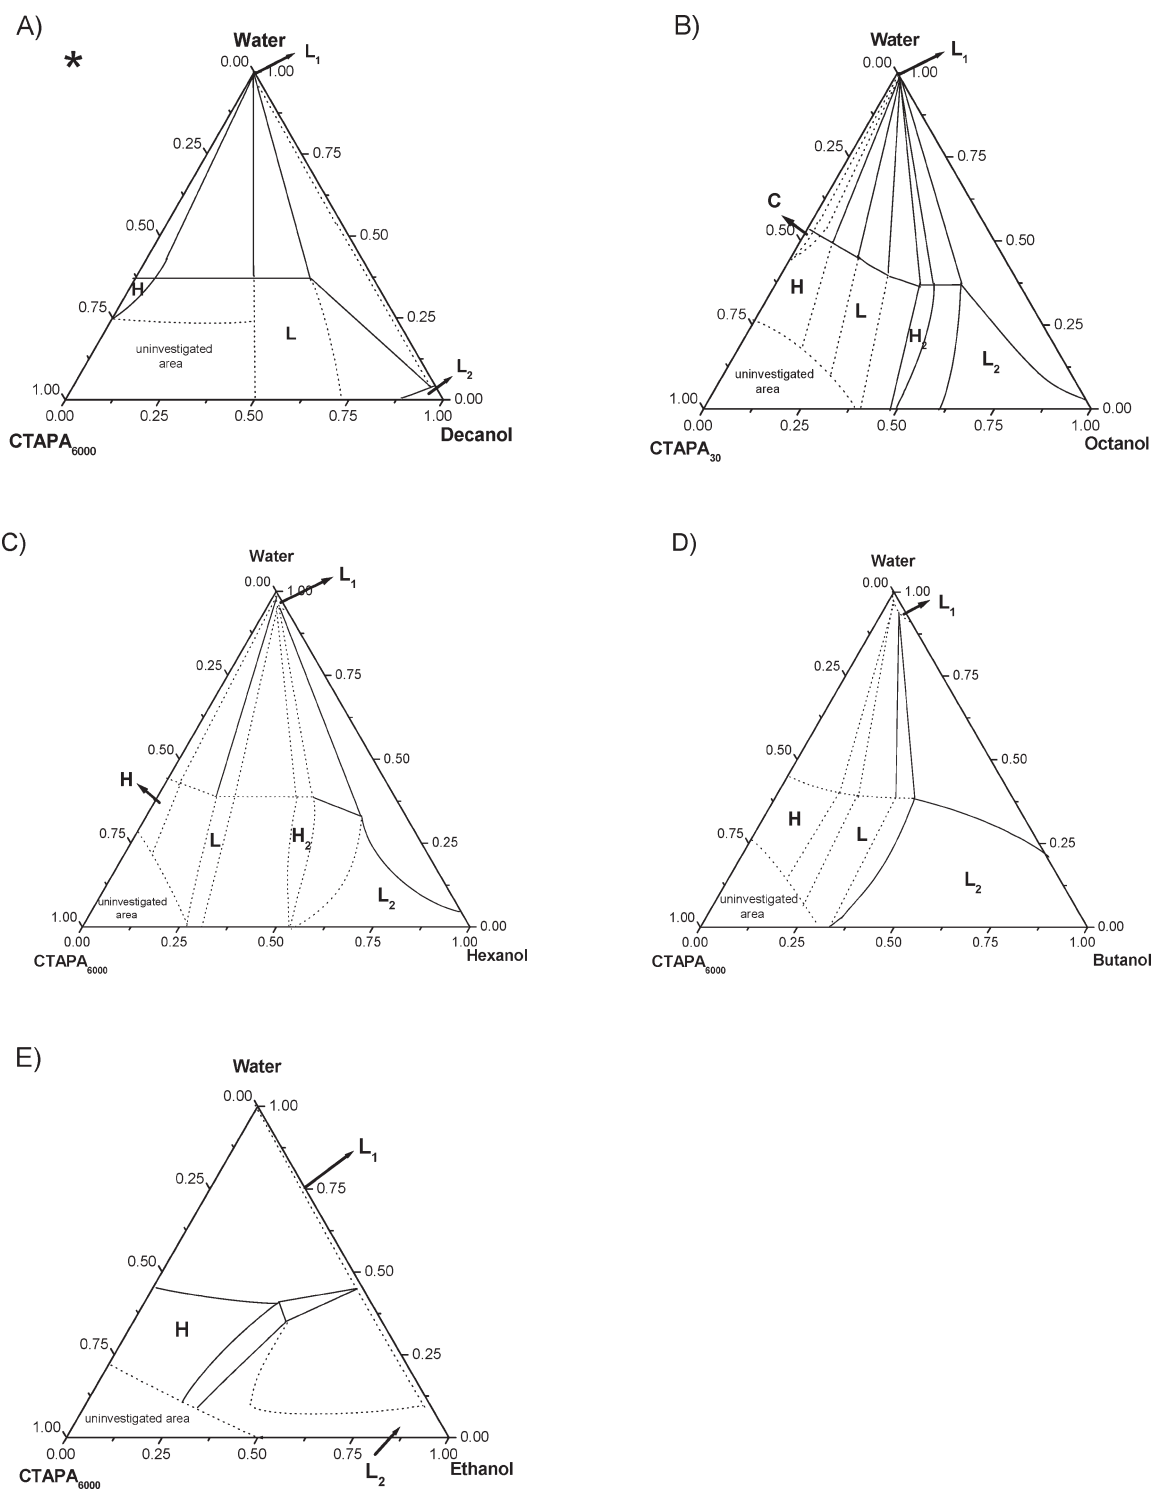 A)
*
Water
L1
0.00
1.00
0.25
0.75
0.50
0.50
H
0.75
0.25
L
uninvestigated
area
L2
1.00
0.00
0.00
0.25
0.50
0.75
1.00
CTAPA6000
Decanol
B)
Water
L1
0.00
1.00
0.25
0.75
C
0.50
0.50
H
L
0.75
0.25
H2
L2
uninvestigated
area
1.00
0.00
0.00
0.25
0.50
0.75
1.00
CTAPA30
Octanol
C)
Water
L1
0.00
1.00
0.25
0.75
0.50
0.50
H
0.75
0.25
L
H2
L2
uninvestigated
area
1.00
0.00
0.00
0.25
0.50
0.75
1.00
CTAPA6000
Hexanol
D)
Water
0.00
1.00
L1
0.25
0.75
0.50
0.50
H
L
0.75
0.25
L2
uninvestigated
area
1.00
0.00
0.00
0.25
0.50
0.75
1.00
CTAPA6000
Butanol
E)
Water
0.00
1.00
L1
0.25
0.75
0.50
0.50
H
0.75
0.25
uninvestigated area
1.00
0.00
0.00
0.25
0.50
0.75
1.00
L2
CTAPA6000
Ethanol